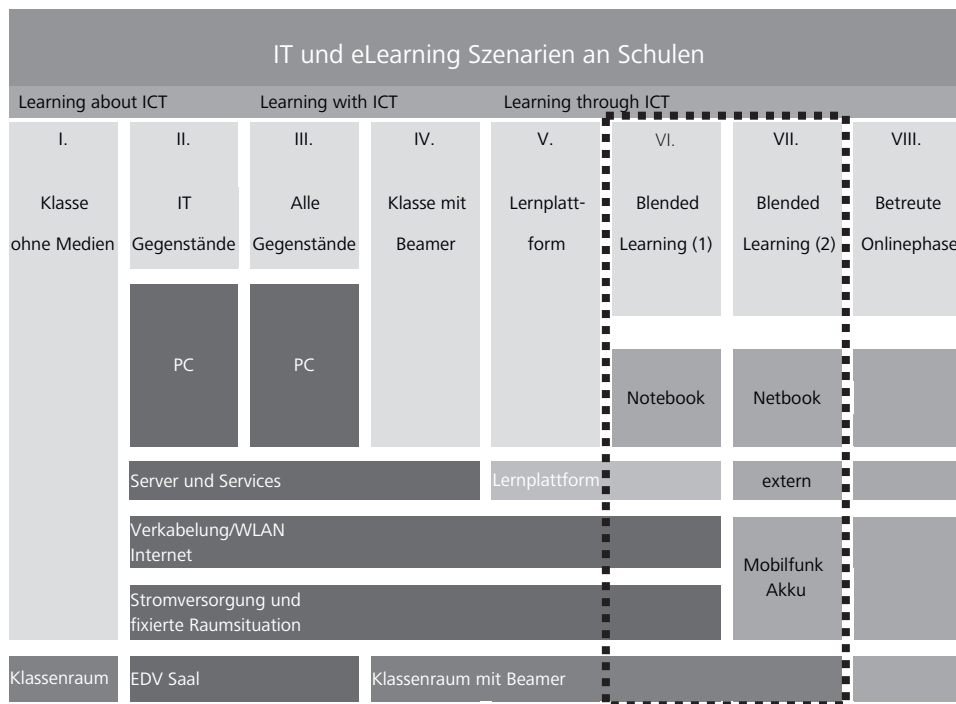 IT und eLearning Szenarien an Schulen
Learning about ICT
Learning with ICT
Learning through ICT
I.
Klasse
ohne Medien
II.
IT
Gegenstände
III.
Alle
Gegenstände
IV.
Klasse mit
Beamer
V.
Lernplatt-
form
VI.
Blended
Learning (1)
VII.
Blended
Learning (2)
VIII.
Betreute
Onlinephase
PC
PC
Notebook
Netbook
Server und Services
Lernplattform
extern
Verkabelung/WLAN
Internet
Mobilfunk
Akku
Stromversorgung und
fixierte Raumsituation
Klassenraum
EDV Saal
Klassenraum mit Beamer